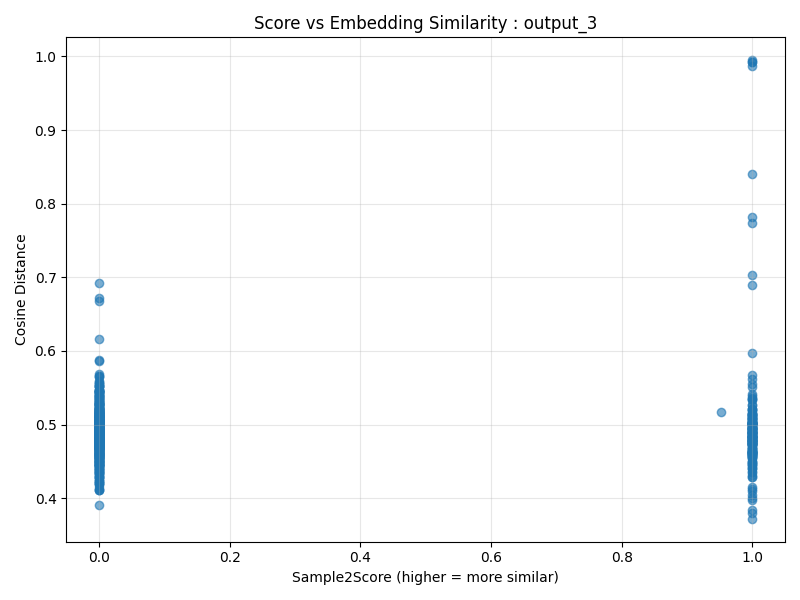 Score vs Embedding Similarity : output_3
1.0
0.9
0.8
0.7
0.6
0.5
0.4
Cosine Distance
0.0 0.2 0.4 0.6 0.8 1.0
Sample2Score (higher = more similar)